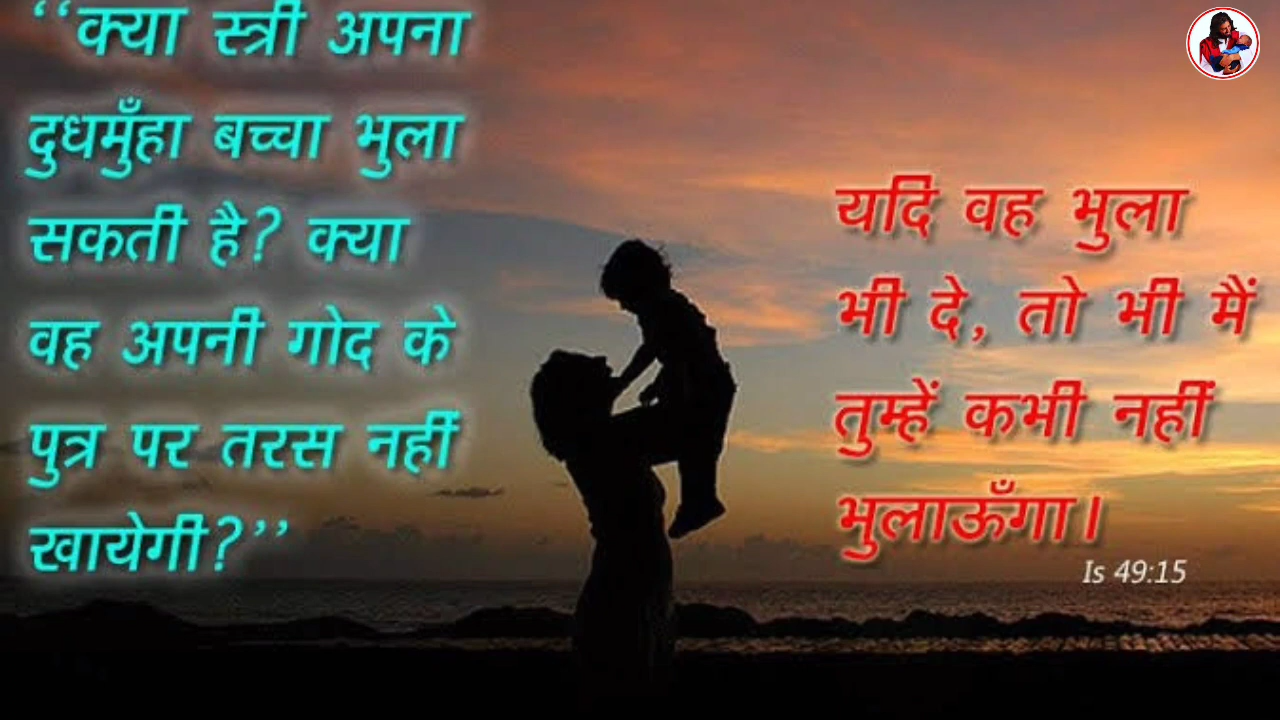 ‘‘क्या स्त्री अपना
दुधमुँहा बच्चा भुला
सकती है? क्या
वह अपनी गोद के
पुत्र पर तरस नहीं
खायेगी?’’
यदि वह भुला
भी दे, तो भी मैं
तुम्हें कभी नहीं
भुलाऊँगा।
Is 49:15